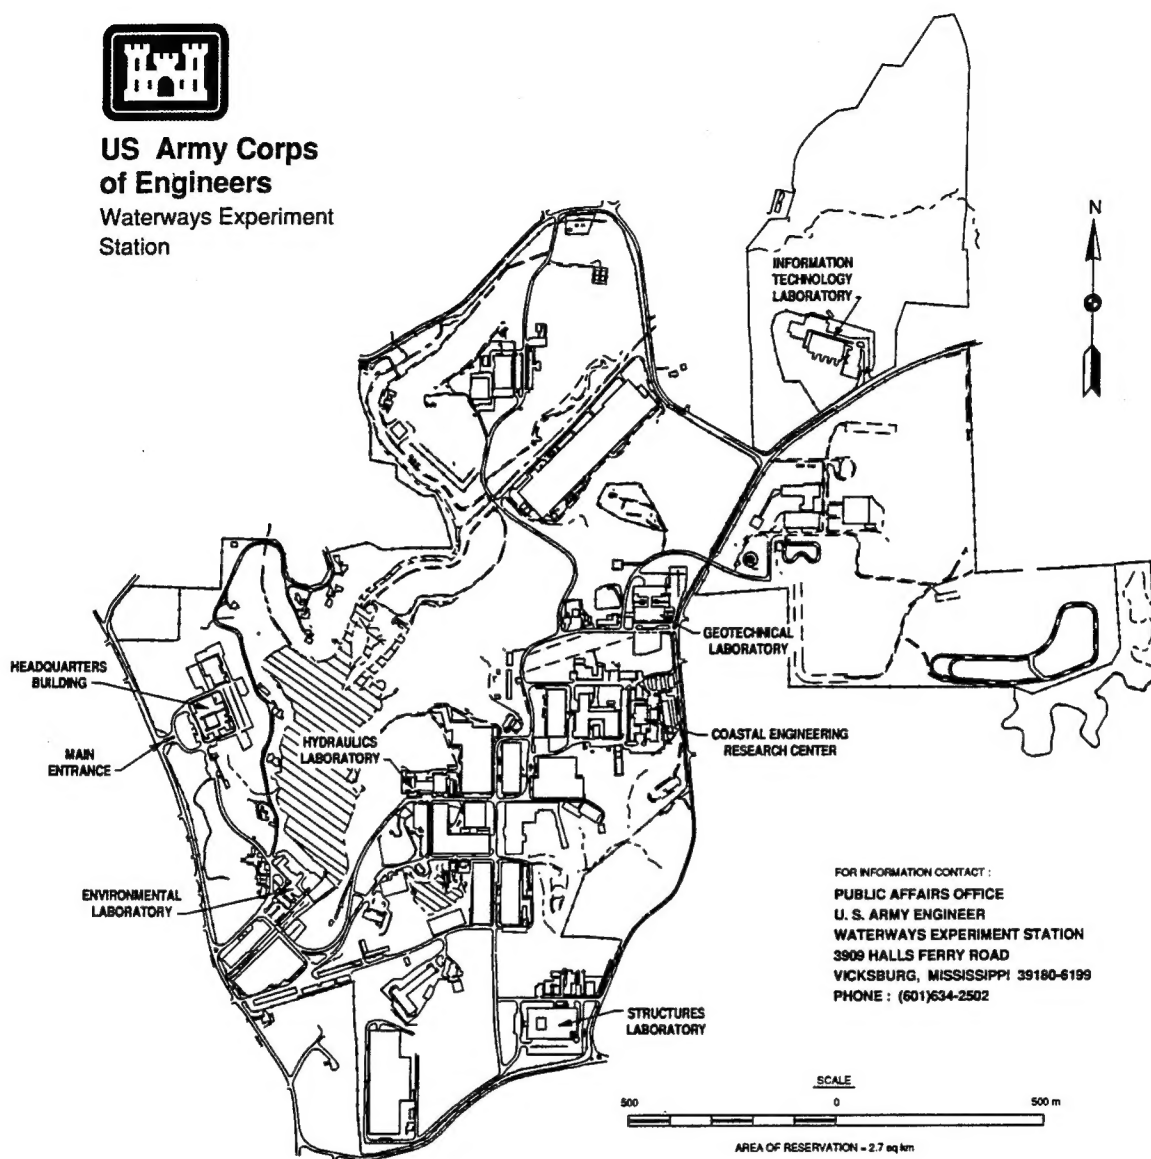 US Army Corps
of Engineers
Waterways Experiment
Station
N
INFORMATION
TECHNOLOGY
LABORATORY
GEOTECHNICAL
LABORATORY
HEADQUARTERS
BUILDING
MAIN
ENTRANCE
HYDRAULICS
LABORATORY
COASTAL ENGINEERING
RESEARCH CENTER
ENVIRONMENTAL
LABORATORY
STRUCTURES
LABORATORY
FOR INFORMATION CONTACT :
PUBLIC AFFAIRS OFFICE
U. S. ARMY ENGINEER
WATERWAYS EXPERIMENT STATION
3909 HALLS FERRY ROAD
VICKSBURG, MISSISSIPPI 39180-6199
PHONE : (601)634-2502
SCALE
500 0 500 m
AREA OF RESERVATION = 2.7 sq km